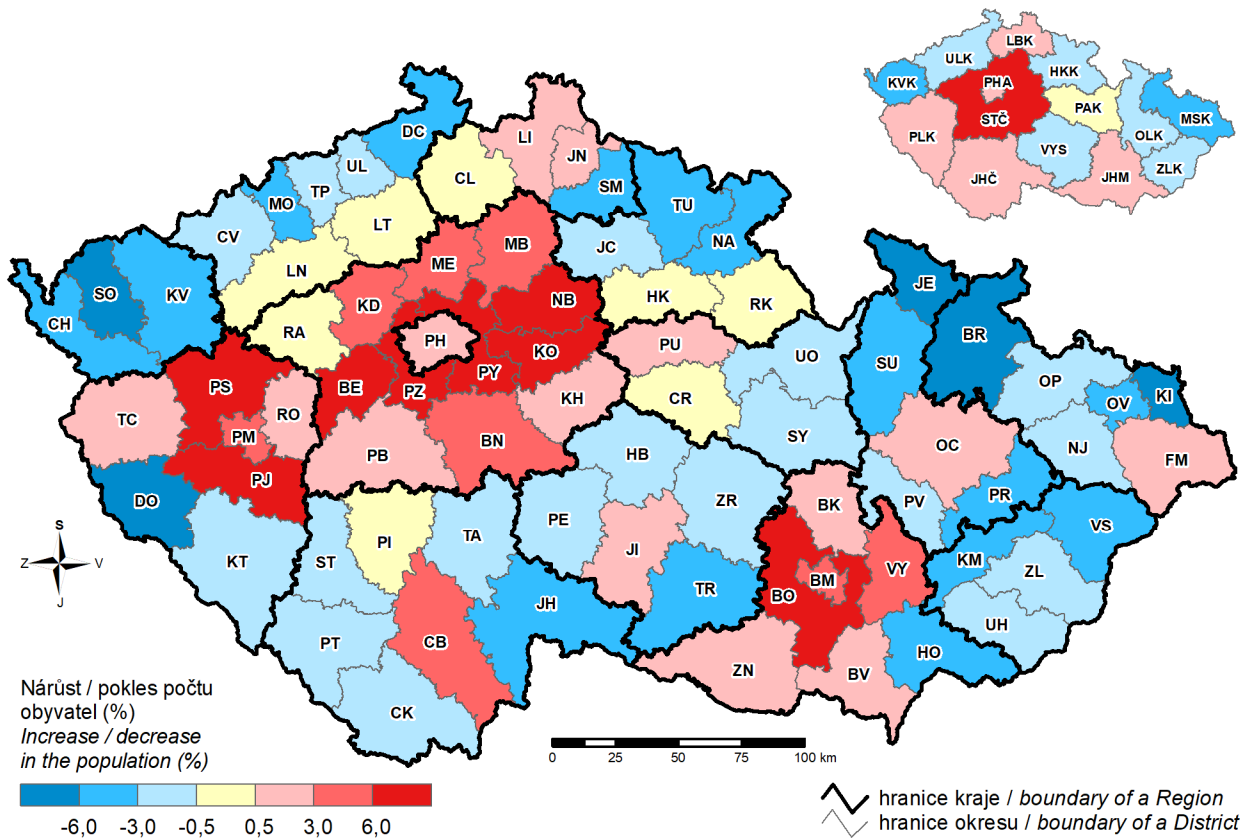 LBK
ULK
HKK
KVK
PHA
PAK
STČ
MSK
PLK
OLK
VYS
ZLK
JHČ
JHM
DC
LI
JN
UL
CL
SM
TP
MO
TU
LT
CV
NA
MB
JC
ME
LN
JE
SO
KV
HK
NB
KD
RK
CH
RA
BR
PH
PU
KO
UO
SU
PY
OP
PS
BE
PZ
KI
KH
CR
OV
RO
TC
PM
BN
SY
OC
PB
HB
NJ
FM
PJ
DO
ZR
PV
PR
BK
PE
VS
TA
PI
JI
KT
ST
KM
VY
ZL
BM
TR
BO
JH
UH
PT
CB
HO
ZN
BV
CK
S
Z
V
J
Nárůst / pokles počtu
obyvatel (%)
Increase / decrease
in the population (%)
-6,0 -3,0 -0,5 0,5 3,0 6,0
0 25 50 75 100 km
hranice kraje / boundary of a Region
hranice okresu / boundary of a District